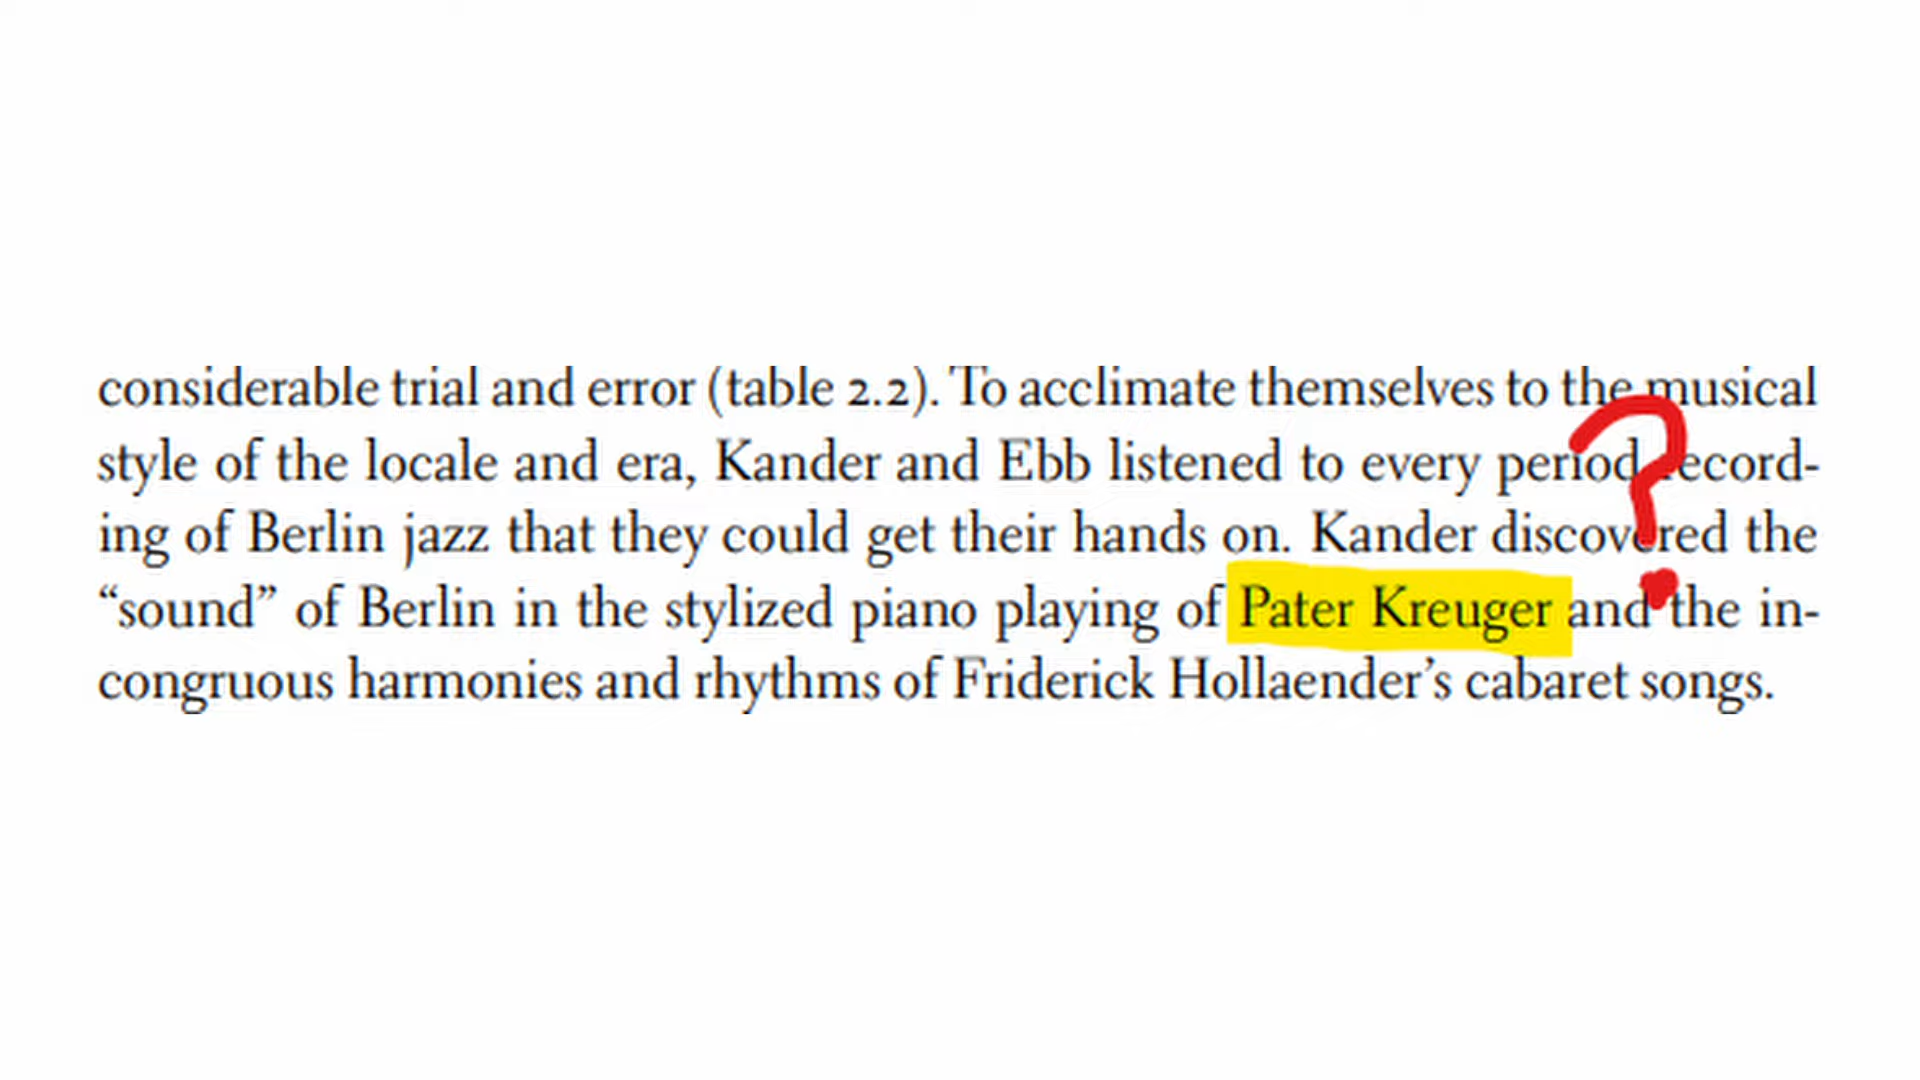 considerable trial and error (table 2.2). To acclimate themselves to the musical
style of the locale and era, Kander and Ebb listened to every period record-
ing of Berlin jazz that they could get their hands on. Kander discovered the
“sound” of Berlin in the stylized piano playing of Pater Kreuger and the in-
congruous harmonies and rhythms of Friderick Hollaender’s cabaret songs.